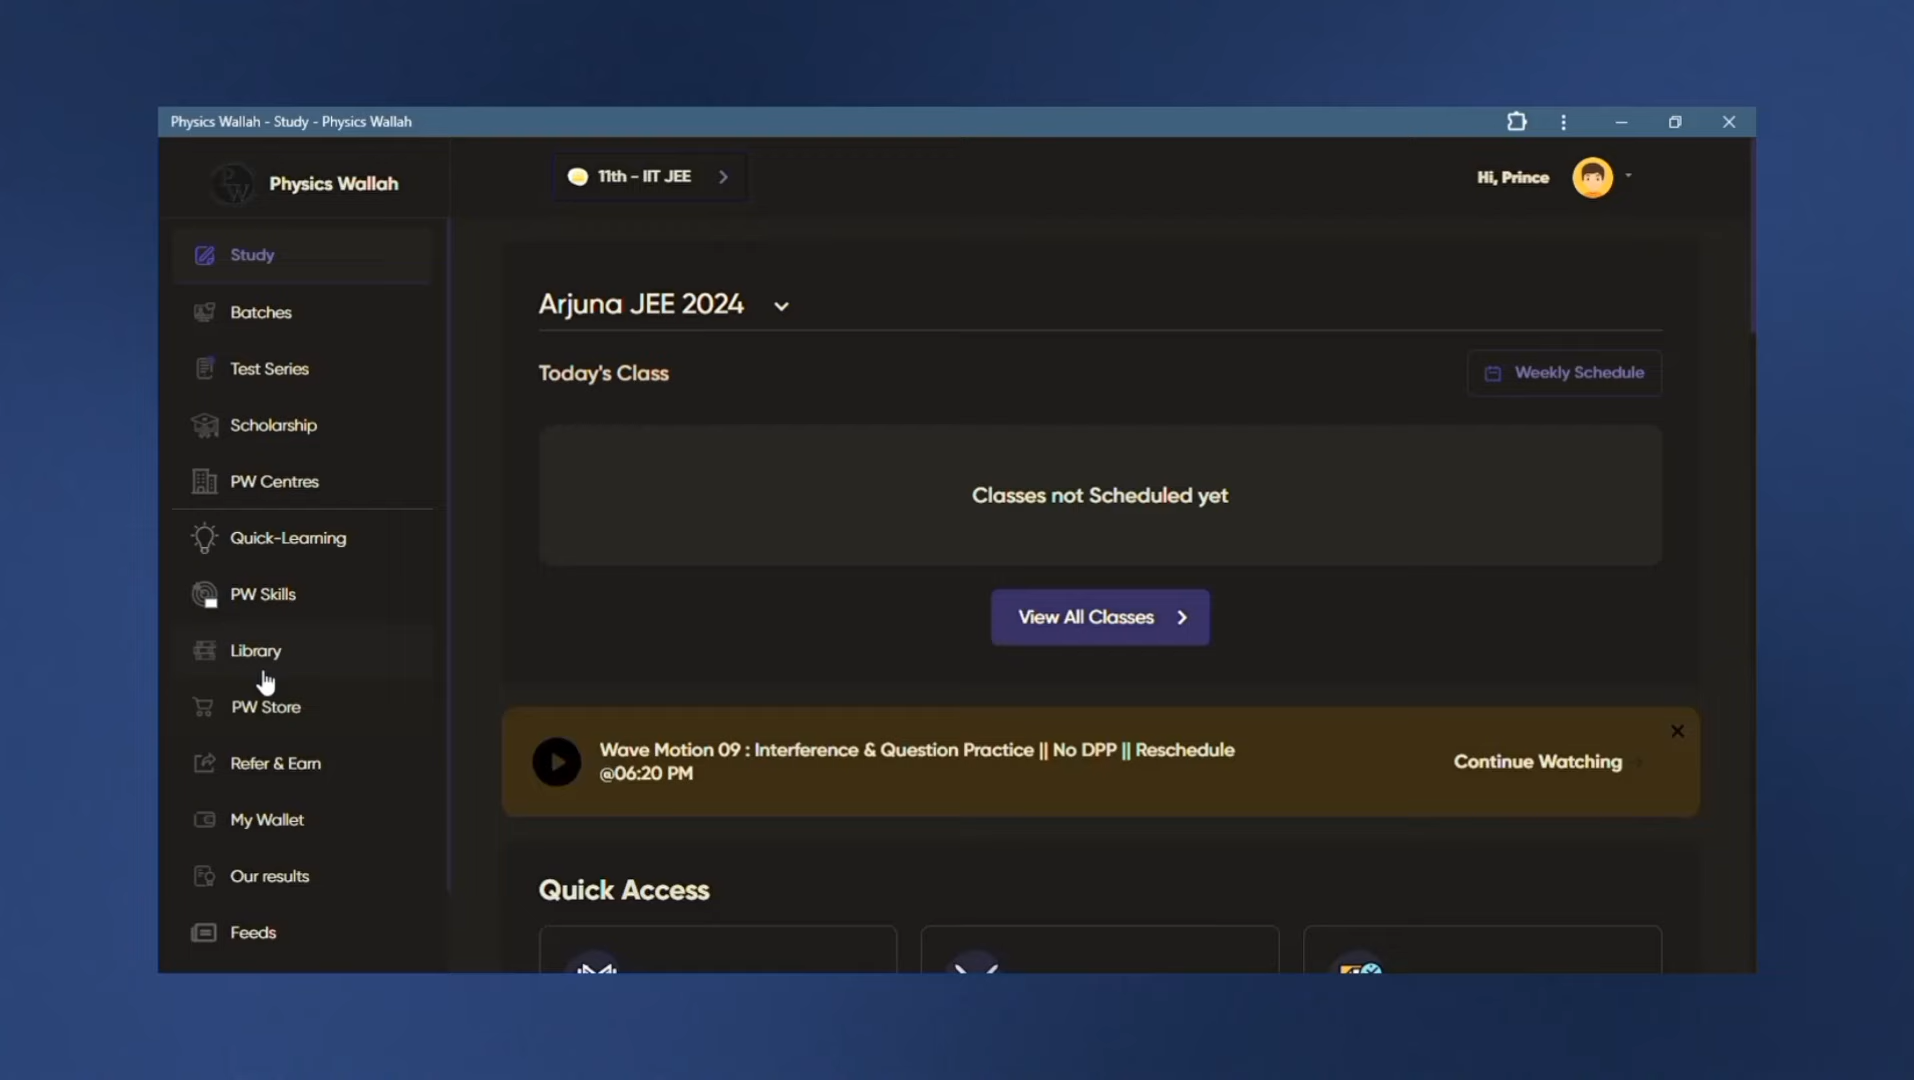 Physics Wallah - Study - Physics Wallah
Physics Wallah
11th - IIT JEE
Hi, Prince
Study
Batches
Test Series
Scholarship
PW Centres
Quick-Learning
PW Skills
Library
PW Store
Refer & Earn
My Wallet
Our results
Feeds
Arjuna JEE 2024
Today's Class
Weekly Schedule
Classes not Scheduled yet
View All Classes
Wave Motion 09 : Interference & Question Practice || No DPP || Reschedule
@06:20 PM
Continue Watching
Quick Access